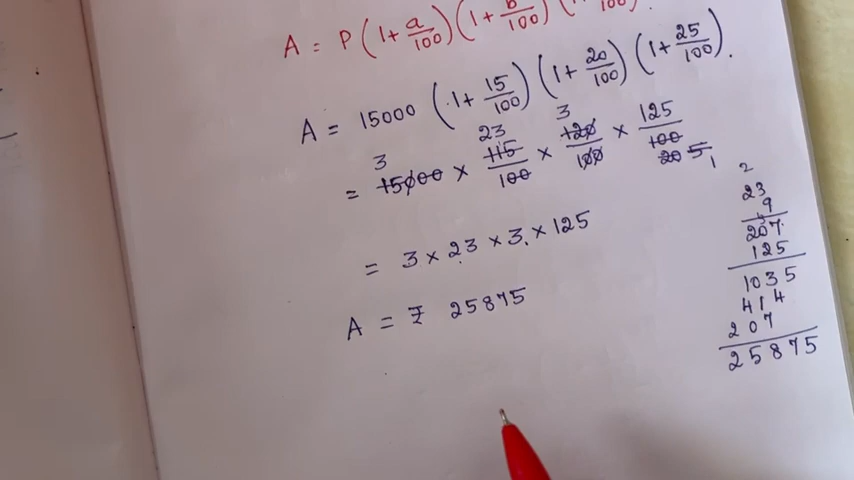 A = P (1+ a/100) (1+ b/100) (1+
A = 15000 (1+ 15/100) (1+ 20/100) (1+ 25/100).
3 23 3
= 15000 × 115/100 × 120/100 × 125/100
20 5 1
= 3 × 23 × 3 × 125
A = ₹ 25875
2
23
9
207
125
1035
414
207
25875